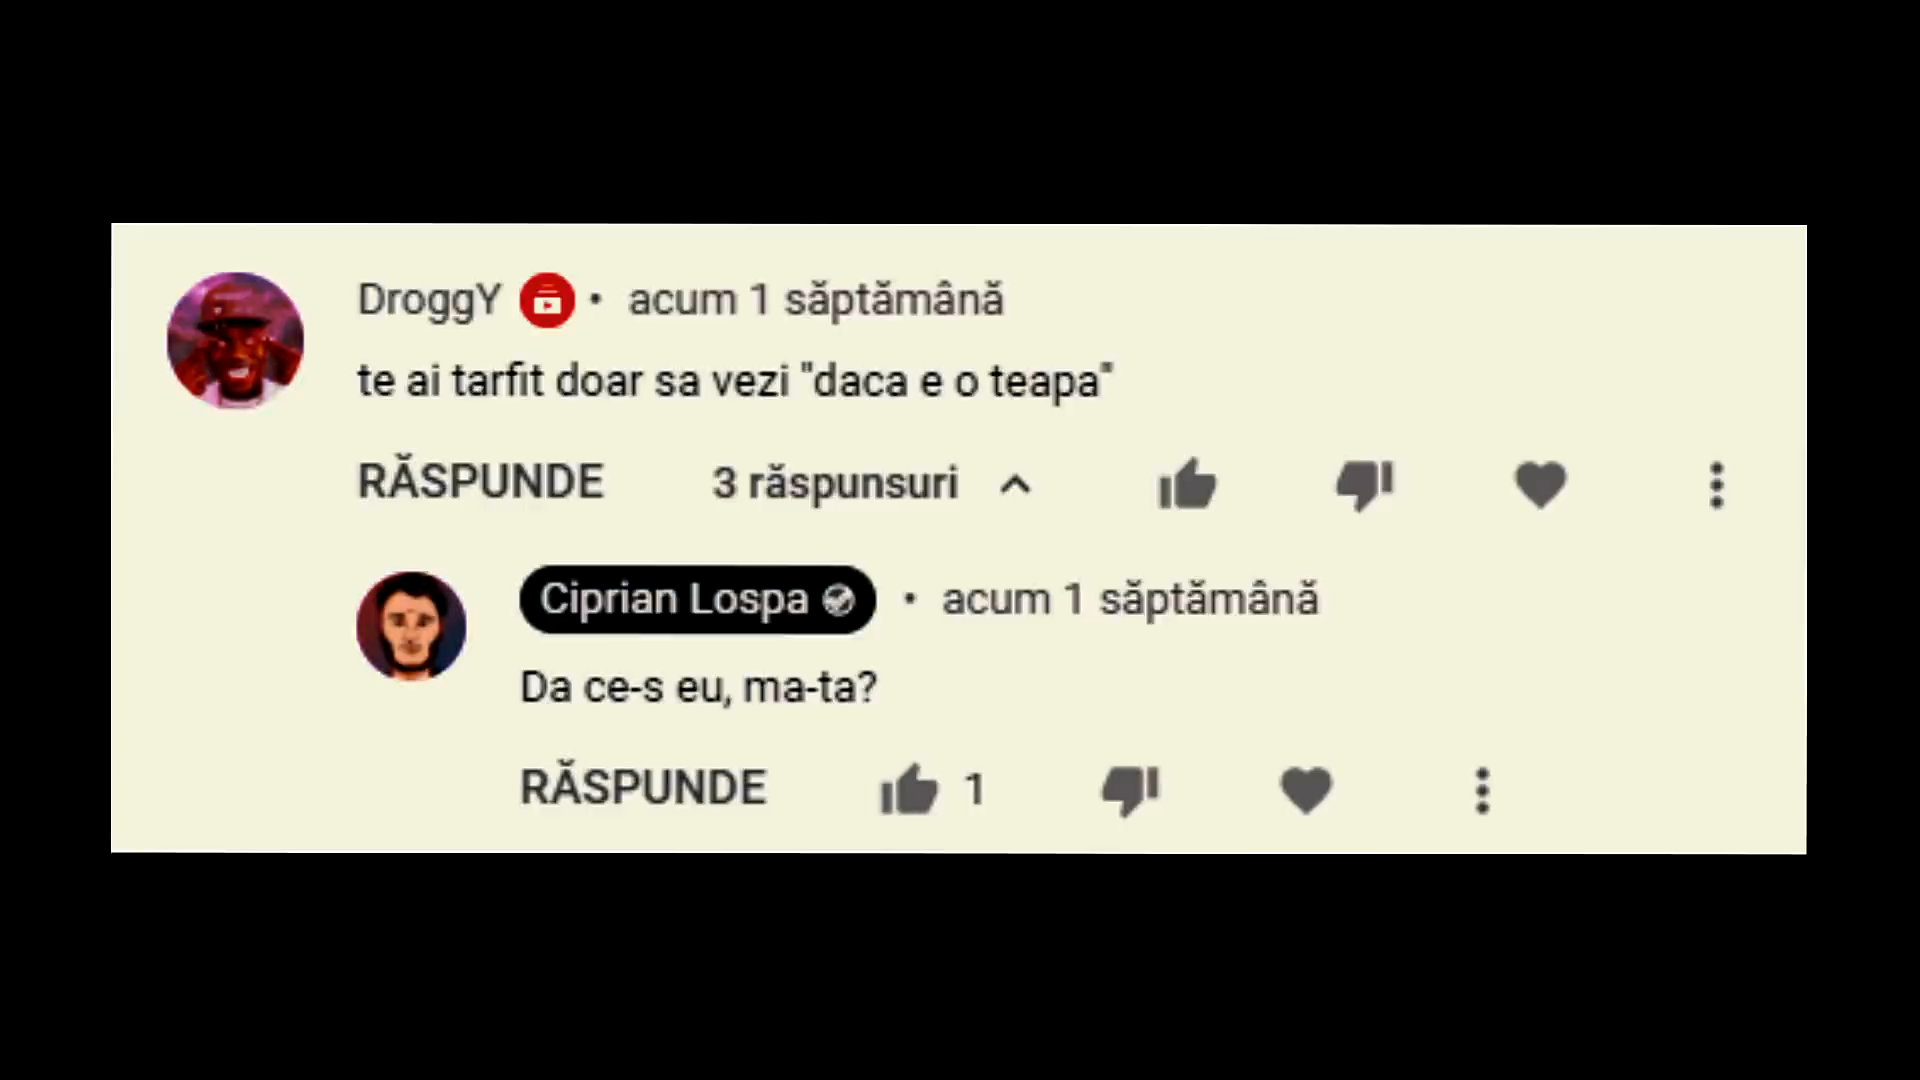 DroggY • acum 1 săptămână
te ai tarfit doar sa vezi "daca e o teapa"
RĂSPUNDE 3 răspunsuri
Ciprian Lospa • acum 1 săptămână
Da ce-s eu, ma-ta?
RĂSPUNDE 1